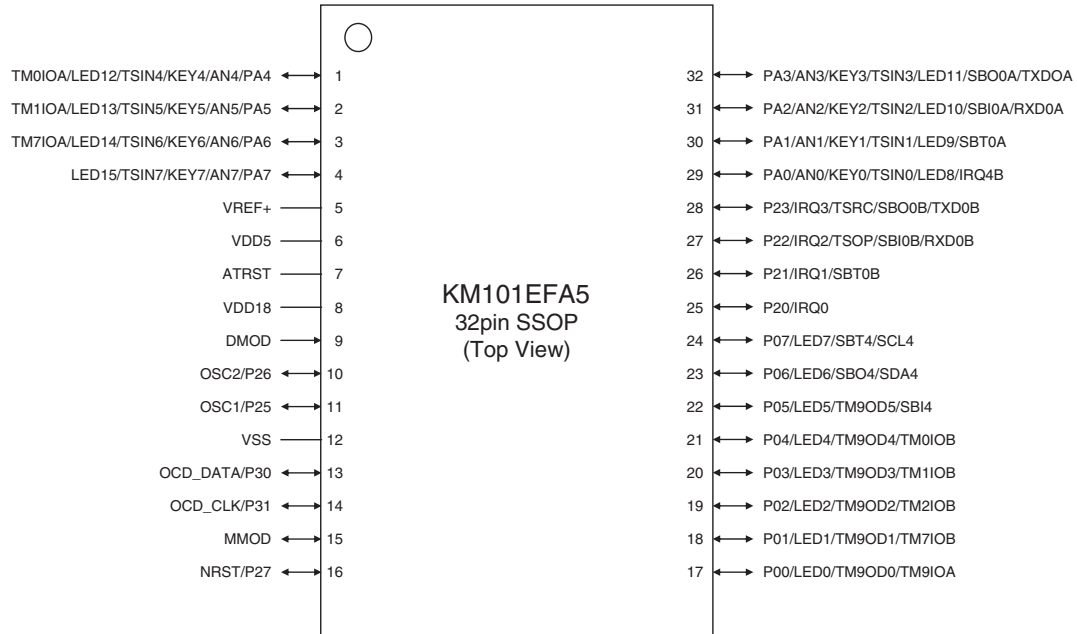 TM0IOA/LED12/TSIN4/KEY4/AN4/PA4 1
TM1IOA/LED13/TSIN5/KEY5/AN5/PA5 2
TM7IOA/LED14/TSIN6/KEY6/AN6/PA6 3
LED15/TSIN7/KEY7/AN7/PA7 4
VREF+ 5
VDD5 6
ATRST 7
VDD18 8
DMOD 9
OSC2/P26 10
OSC1/P25 11
VSS 12
OCD_DATA/P30 13
OCD_CLK/P31 14
MMOD 15
NRST/P27 16
KM101EFA5
32pin SSOP
(Top View)
32 PA3/AN3/KEY3/TSIN3/LED11/SBO0A/TXDOA
31 PA2/AN2/KEY2/TSIN2/LED10/SBI0A/RXD0A
30 PA1/AN1/KEY1/TSIN1/LED9/SBT0A
29 PA0/AN0/KEY0/TSIN0/LED8/IRQ4B
28 P23/IRQ3/TSRC/SBO0B/TXD0B
27 P22/IRQ2/TSOP/SBI0B/RXD0B
26 P21/IRQ1/SBT0B
25 P20/IRQ0
24 P07/LED7/SBT4/SCL4
23 P06/LED6/SBO4/SDA4
22 P05/LED5/TM9OD5/SBI4
21 P04/LED4/TM9OD4/TM0IOB
20 P03/LED3/TM9OD3/TM1IOB
19 P02/LED2/TM9OD2/TM2IOB
18 P01/LED1/TM9OD1/TM7IOB
17 P00/LED0/TM9OD0/TM9IOA